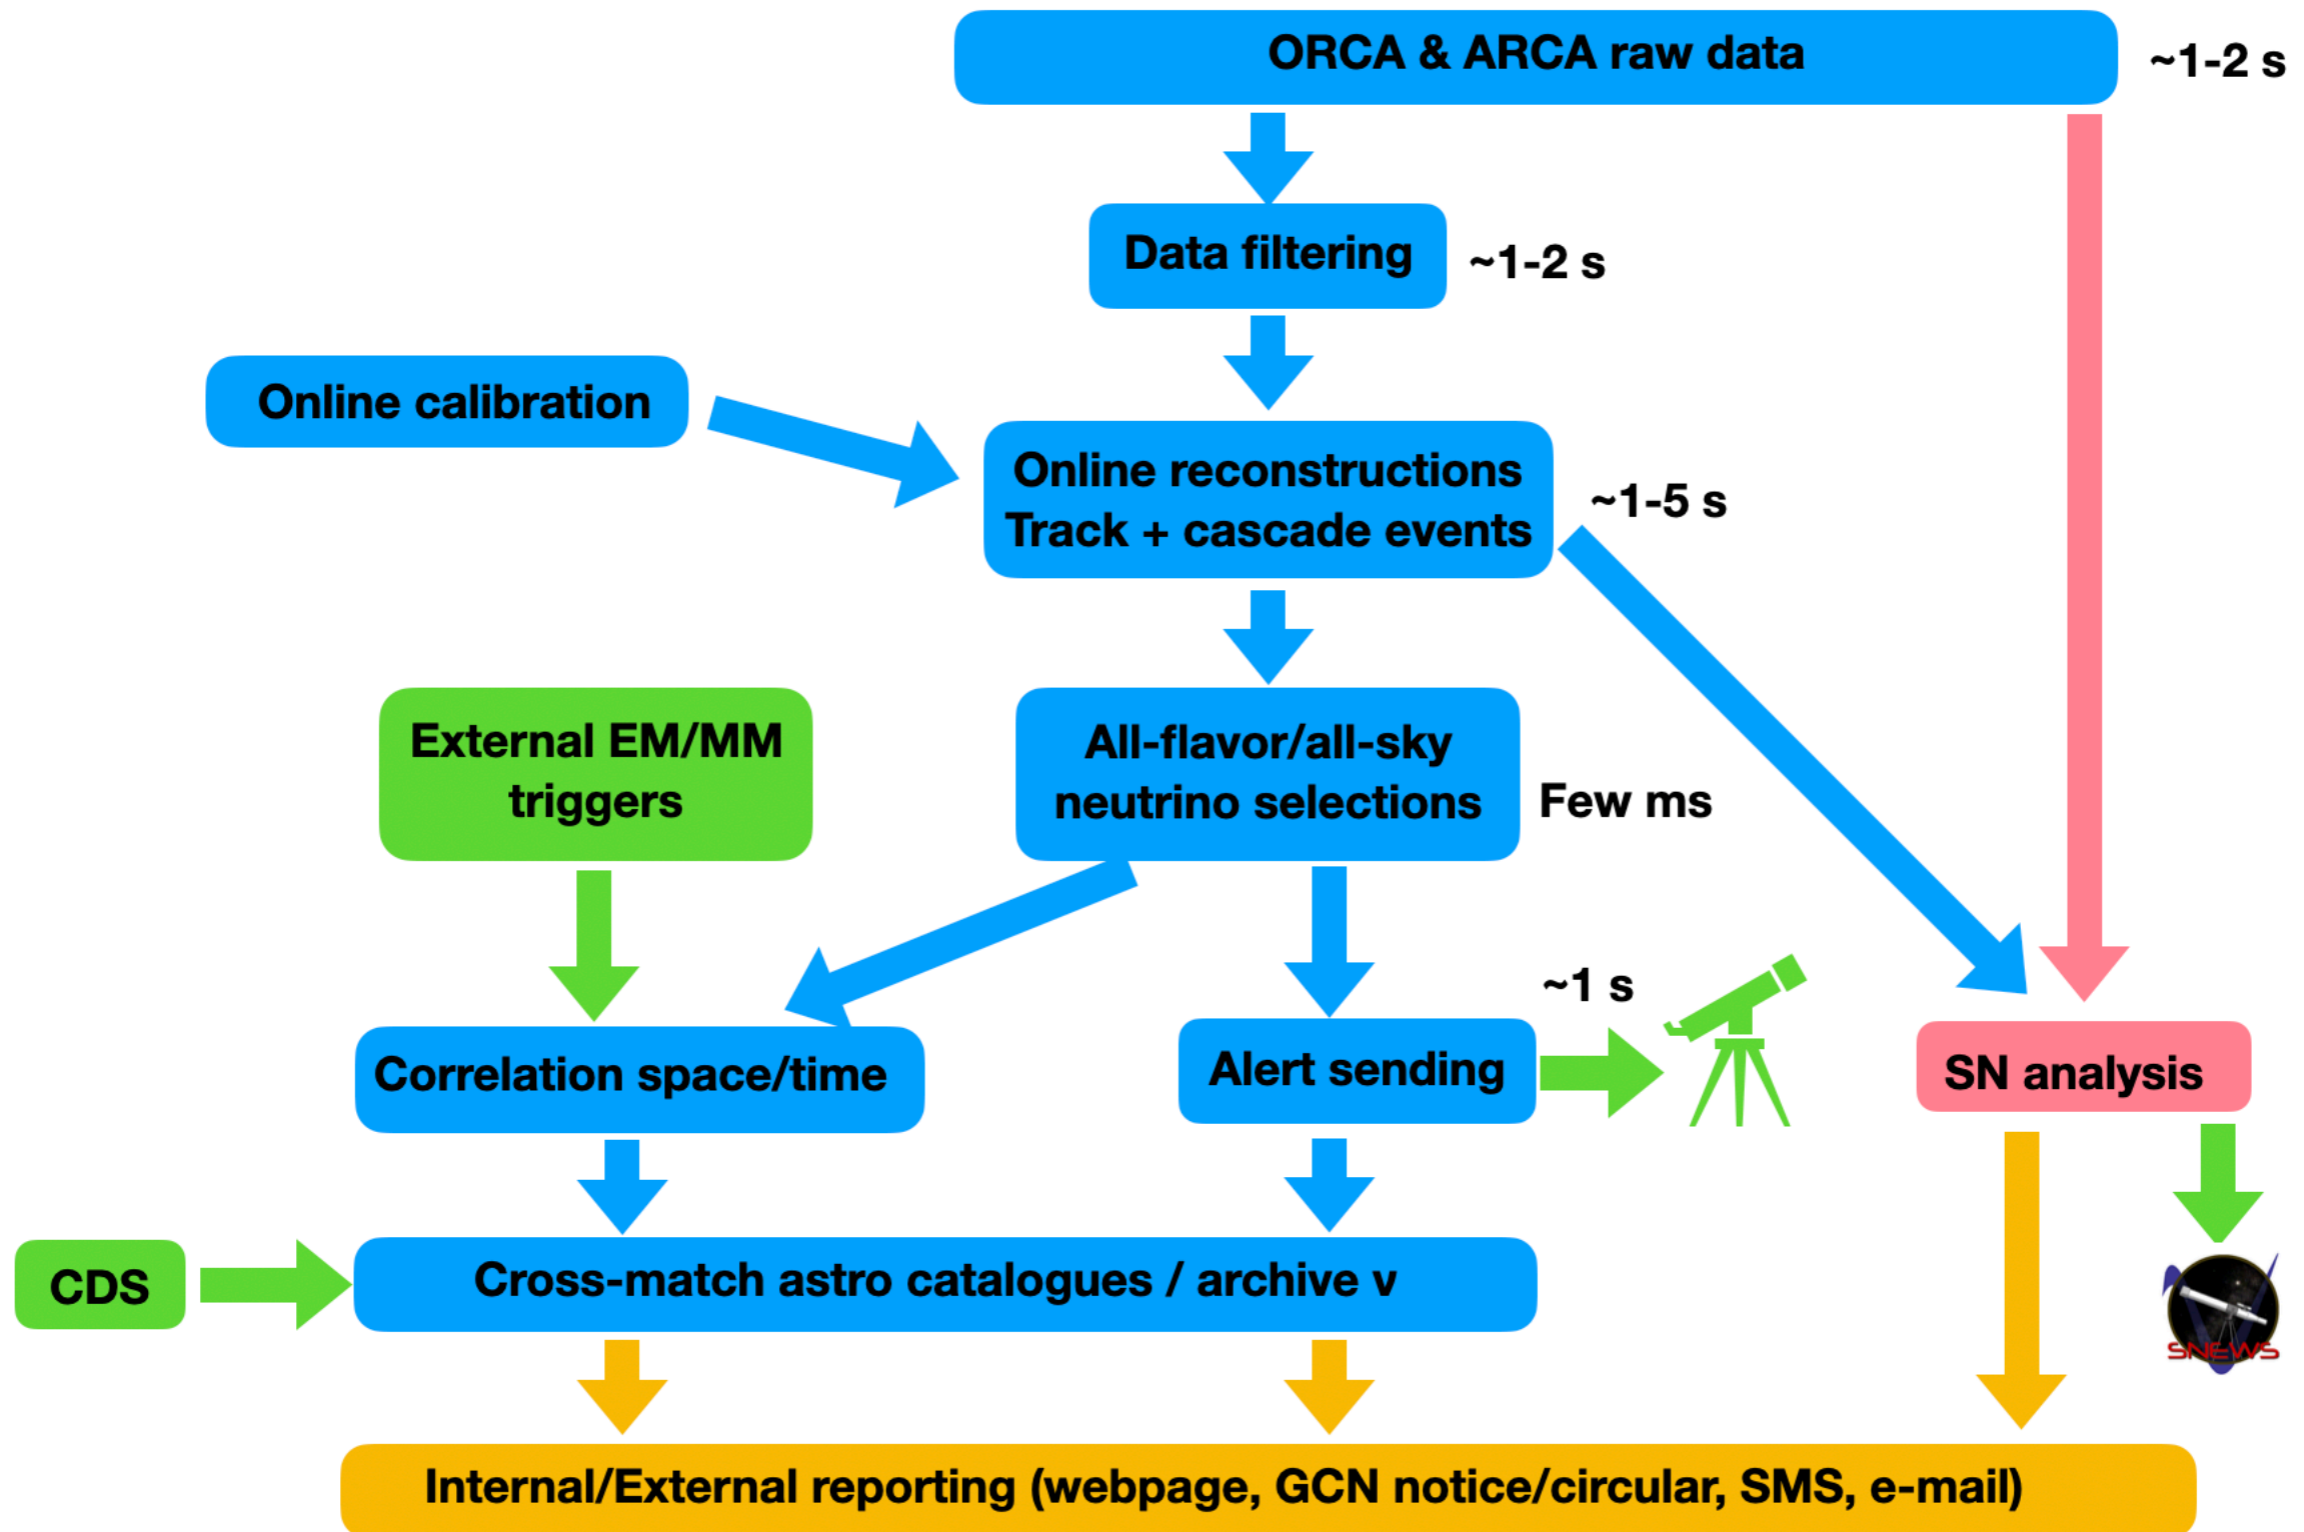 ORCA & ARCA raw data
~1-2 s
Data filtering
~1-2 s
Online calibration
Online reconstructions
Track + cascade events
~1-5 s
External EM/MM
triggers
All-flavor/all-sky
neutrino selections
Few ms
~1 s
Correlation space/time
Alert sending
SN analysis
CDS
Cross-match astro catalogues / archive ν
SNEWS
Internal/External reporting (webpage, GCN notice/circular, SMS, e-mail)